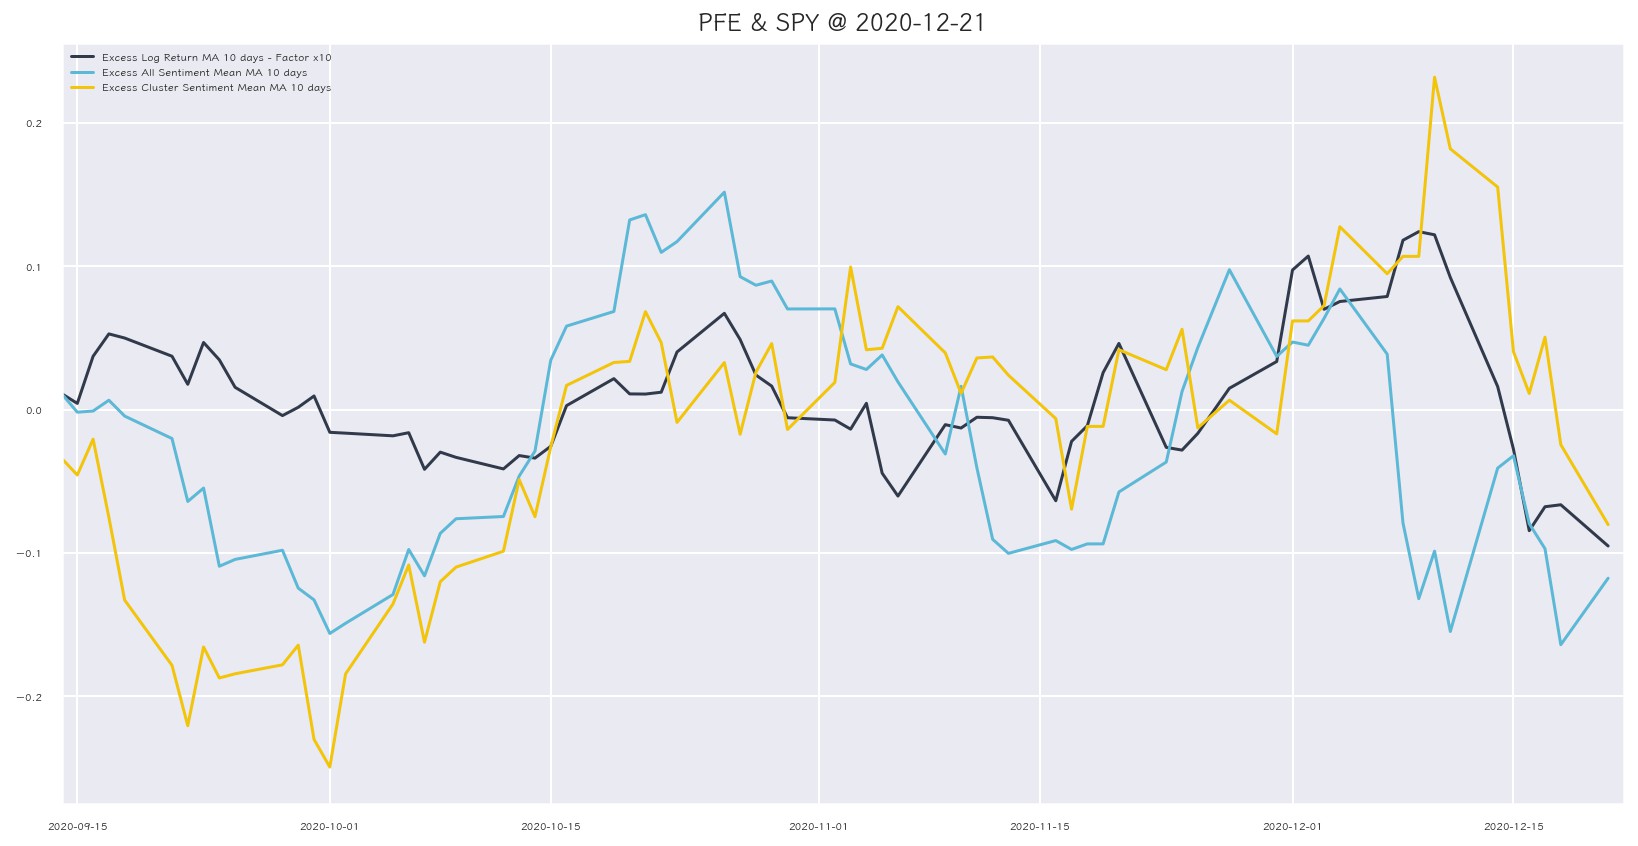 PFE & SPY @ 2020-12-21
Excess Log Return MA 10 days - Factor x10
Excess All Sentiment Mean MA 10 days
Excess Cluster Sentiment Mean MA 10 days
0.2
0.1
0.0
−0.1
−0.2
2020-09-15 2020-10-01 2020-10-15 2020-11-01 2020-11-15 2020-12-01 2020-12-15